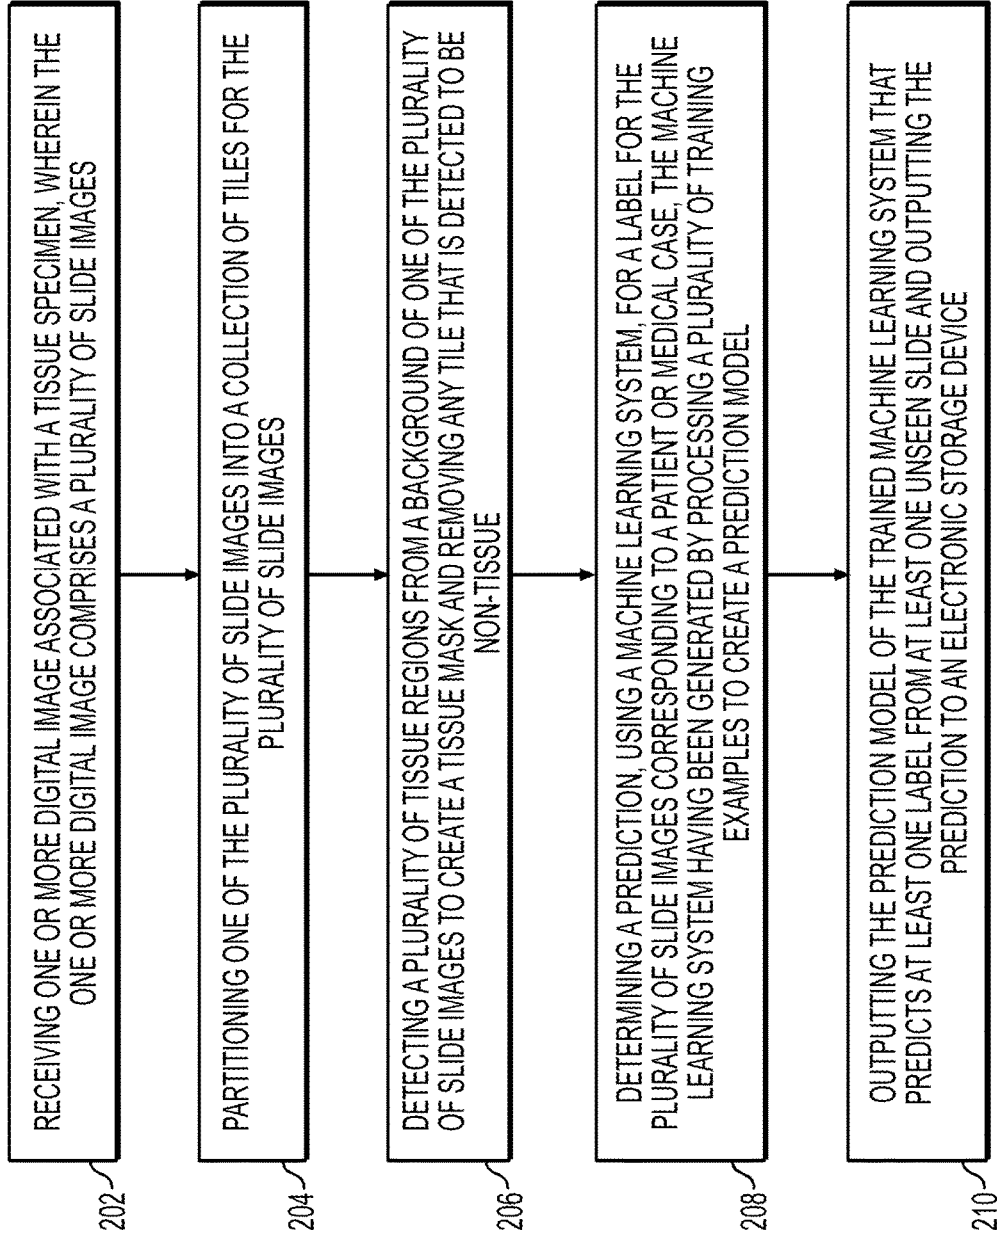 RECEIVING ONE OR MORE DIGITAL IMAGE ASSOCIATED WITH A TISSUE SPECIMEN, WHEREIN THE
ONE OR MORE DIGITAL IMAGE COMPRISES A PLURALITY OF SLIDE IMAGES
202
PARTITIONING ONE OF THE PLURALITY OF SLIDE IMAGES INTO A COLLECTION OF TILES FOR THE
PLURALITY OF SLIDE IMAGES
204
DETECTING A PLURALITY OF TISSUE REGIONS FROM A BACKGROUND OF ONE OF THE PLURALITY
OF SLIDE IMAGES TO CREATE A TISSUE MASK AND REMOVING ANY TILE THAT IS DETECTED TO BE
NON-TISSUE
206
DETERMINING A PREDICTION, USING A MACHINE LEARNING SYSTEM, FOR A LABEL FOR THE
PLURALITY OF SLIDE IMAGES CORRESPONDING TO A PATIENT OR MEDICAL CASE, THE MACHINE
LEARNING SYSTEM HAVING BEEN GENERATED BY PROCESSING A PLURALITY OF TRAINING
EXAMPLES TO CREATE A PREDICTION MODEL
208
OUTPUTTING THE PREDICTION MODEL OF THE TRAINED MACHINE LEARNING SYSTEM THAT
PREDICTS AT LEAST ONE LABEL FROM AT LEAST ONE UNSEEN SLIDE AND OUTPUTTING THE
PREDICTION TO AN ELECTRONIC STORAGE DEVICE
210